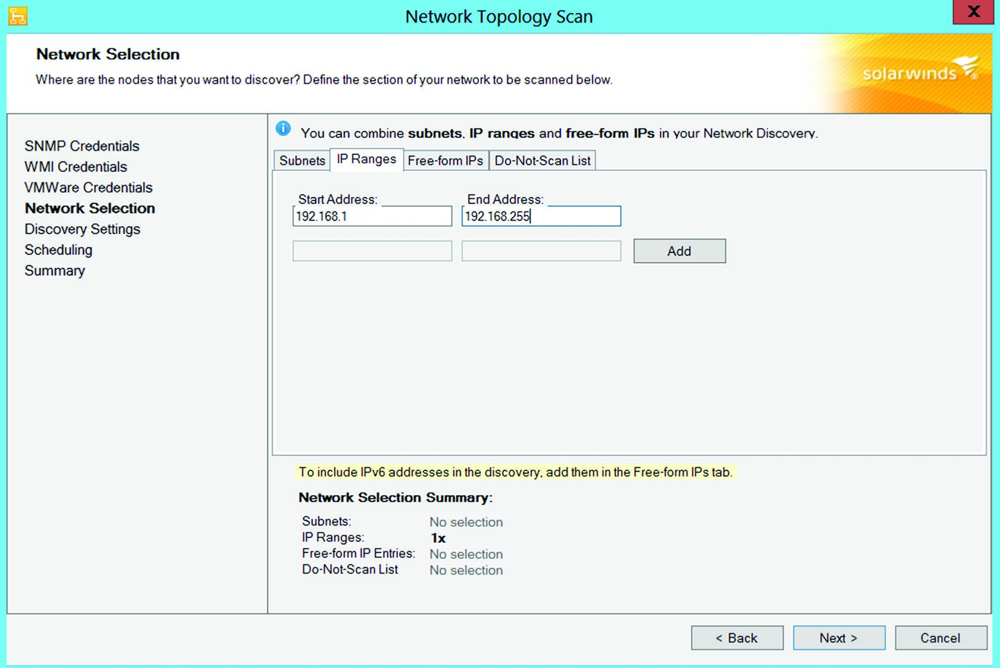 Network Topology Scan
X
Network Selection
Where are the nodes that you want to discover? Define the section of your network to be scanned below.
solarwinds
SNMP Credentials
WMI Credentials
VMWare Credentials
Network Selection
Discovery Settings
Scheduling
Summary
You can combine subnets, IP ranges and free-form IPs in your Network Discovery.
Subnets IP Ranges Free-form IPs Do-Not-Scan List
Start Address: End Address:
192.168.1 192.168.255
Add
To include IPv6 addresses in the discovery, add them in the Free-form IPs tab.
Network Selection Summary:
Subnets: No selection
IP Ranges: 1x
Free-form IP Entries: No selection
Do-Not-Scan List No selection
< Back Next > Cancel